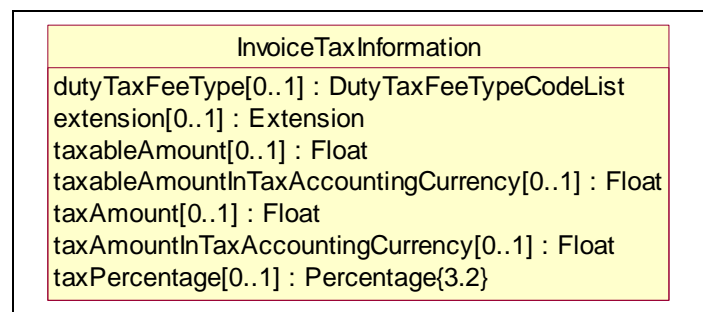 InvoiceTaxInformation
dutyTaxFeeType[0..1] : DutyTaxFeeTypeCodeList
extension[0..1] : Extension
taxableAmount[0..1] : Float
taxableAmountInTaxAccountingCurrency[0..1] : Float
taxAmount[0..1] : Float
taxAmountInTaxAccountingCurrency[0..1] : Float
taxPercentage[0..1] : Percentage{3.2}